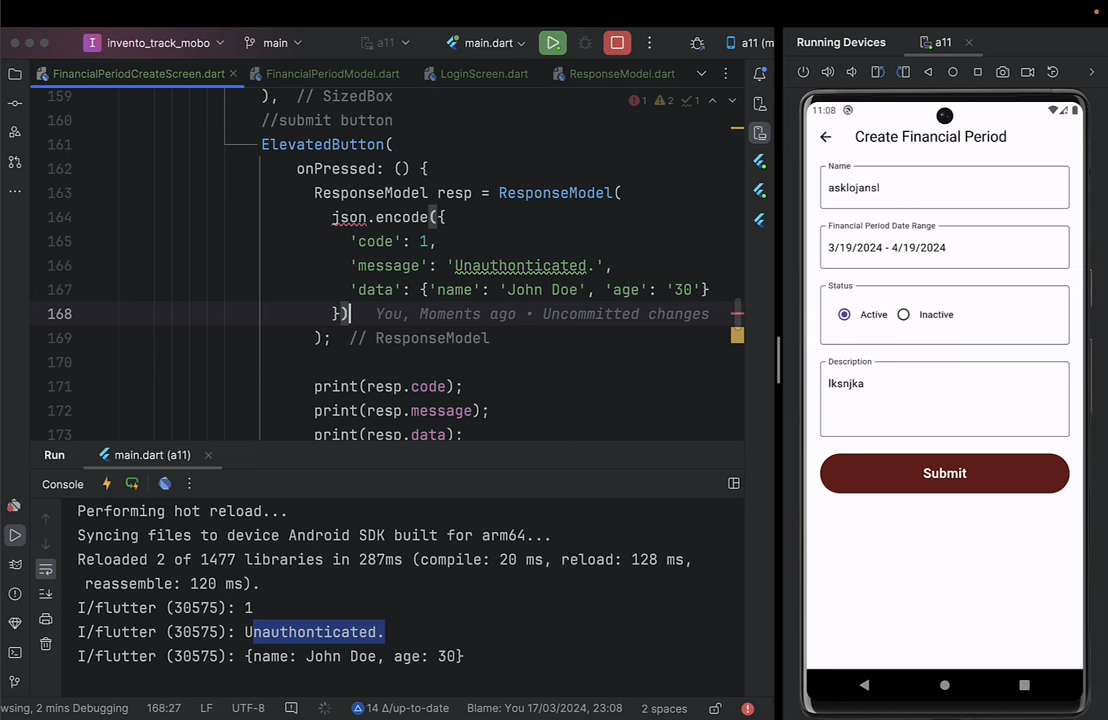 invento_track_mobo
main
a11
main.dart
a11 (m
Running Devices
a11
FinancialPeriodCreateScreen.dart
FinancialPeriodModel.dart
LoginScreen.dart
ResponseModel.dart
159 ), // SizedBox
160 //submit button
161 ElevatedButton(
162 onPressed: () {
163 ResponseModel resp = ResponseModel(
164 json.encode({
165 'code': 1,
166 'message': 'Unauthonticated.',
167 'data': {'name': 'John Doe', 'age': '30'}
168 }) You, Moments ago • Uncommitted changes
169 ); // ResponseModel
170
171 print(resp.code);
172 print(resp.message);
173 print(resp.data);
1 2 1
Run
main.dart (a11)
Console
Performing hot reload...
Syncing files to device Android SDK built for arm64...
Reloaded 2 of 1477 libraries in 287ms (compile: 20 ms, reload: 128 ms,
reassemble: 120 ms).
I/flutter (30575): 1
I/flutter (30575): Unauthonticated.
I/flutter (30575): {name: John Doe, age: 30}
wsing, 2 mins Debugging
168:27
LF
UTF-8
14 Δ/up-to-date
Blame: You 17/03/2024, 23:08
2 spaces
11:08
Create Financial Period
Name
asklojansl
Financial Period Date Range
3/19/2024 - 4/19/2024
Status
Active
Inactive
Description
lksnjka
Submit